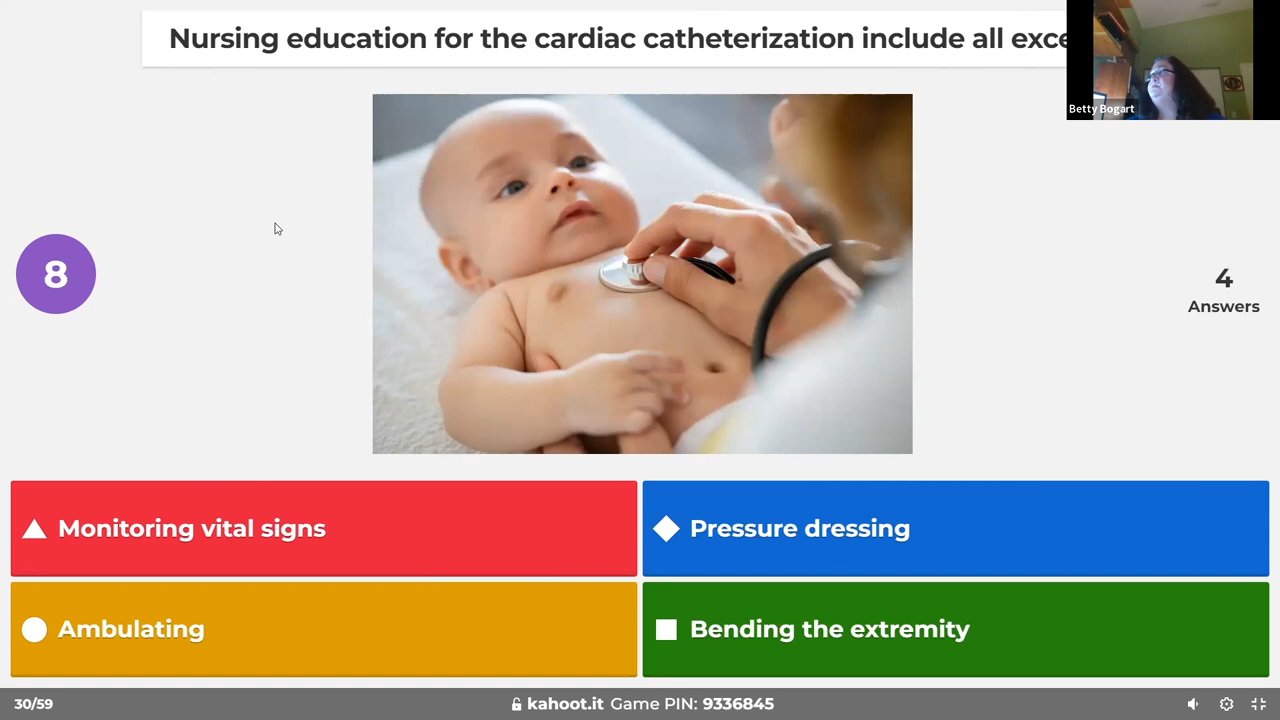 Nursing education for the cardiac catheterization include all
Betty Bogart
8
4
Answers
Monitoring vital signs
Pressure dressing
Ambulating
Bending the extremity
30/59
kahoot.it Game PIN: 9336845